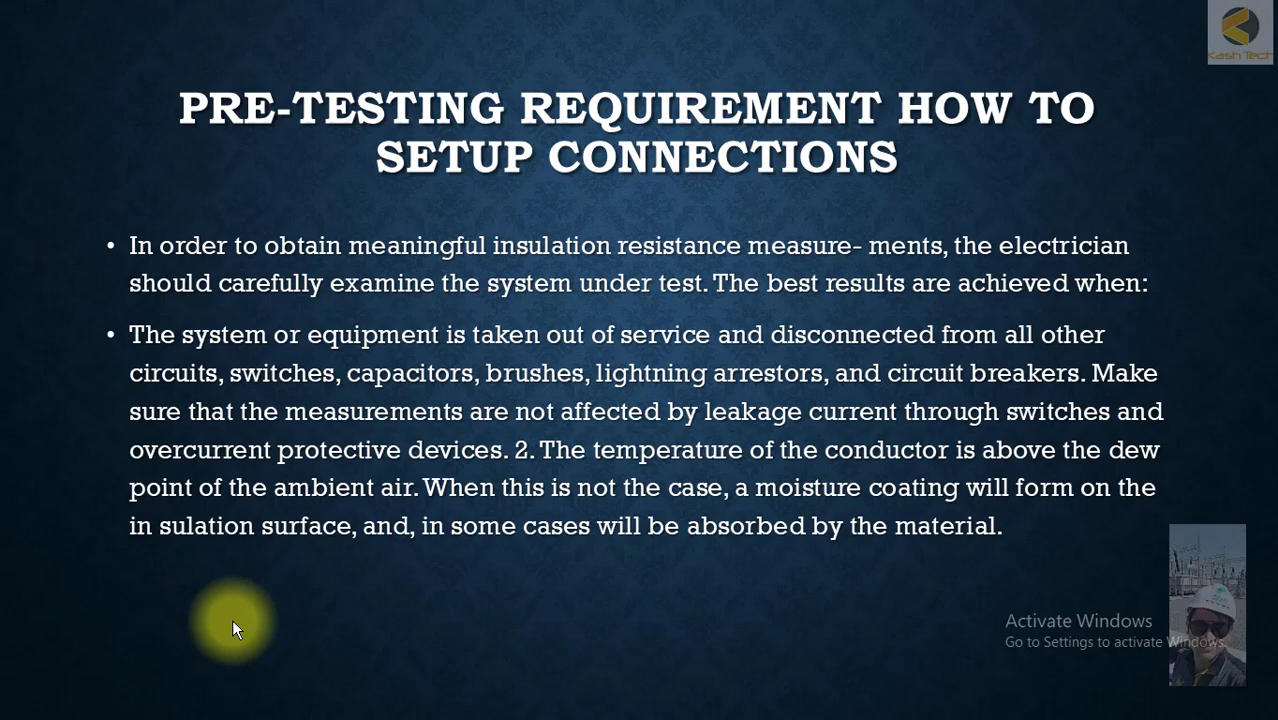 Kash Tech
PRE-TESTING REQUIREMENT HOW TO
SETUP CONNECTIONS
• In order to obtain meaningful insulation resistance measure- ments, the electrician
should carefully examine the system under test. The best results are achieved when:
• The system or equipment is taken out of service and disconnected from all other
circuits, switches, capacitors, brushes, lightning arrestors, and circuit breakers. Make
sure that the measurements are not affected by leakage current through switches and
overcurrent protective devices. 2. The temperature of the conductor is above the dew
point of the ambient air. When this is not the case, a moisture coating will form on the
in sulation surface, and, in some cases will be absorbed by the material.
Activate Windows
Go to Settings to activate Windows.